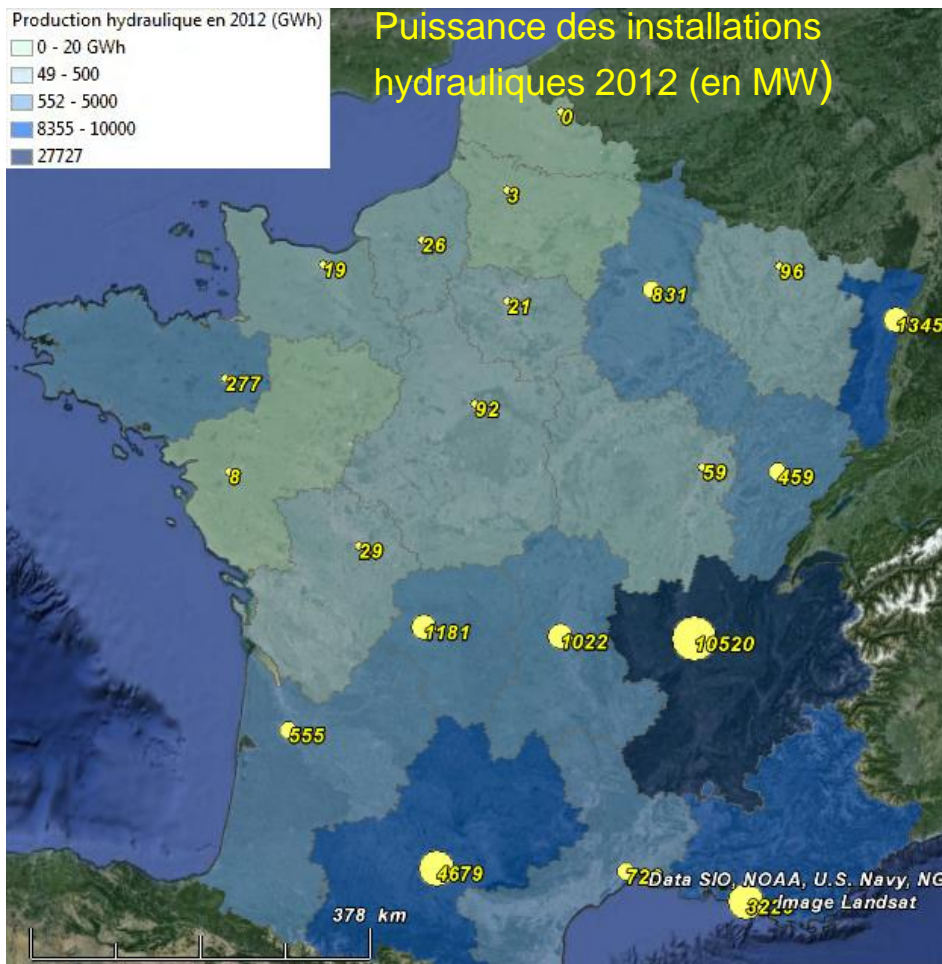 Production hydraulique en 2012 (GWh)
0 - 20 GWh
49 - 500
552 - 5000
8355 - 10000
27727
Puissance des installations
hydrauliques 2012 (en MW)
0
3
26
19
96
831
21
1345
277
92
8
59
459
29
1181
1022
10520
555
4679
Data SIO, NOAA, U.S. Navy, NG
Image Landsat
378 km